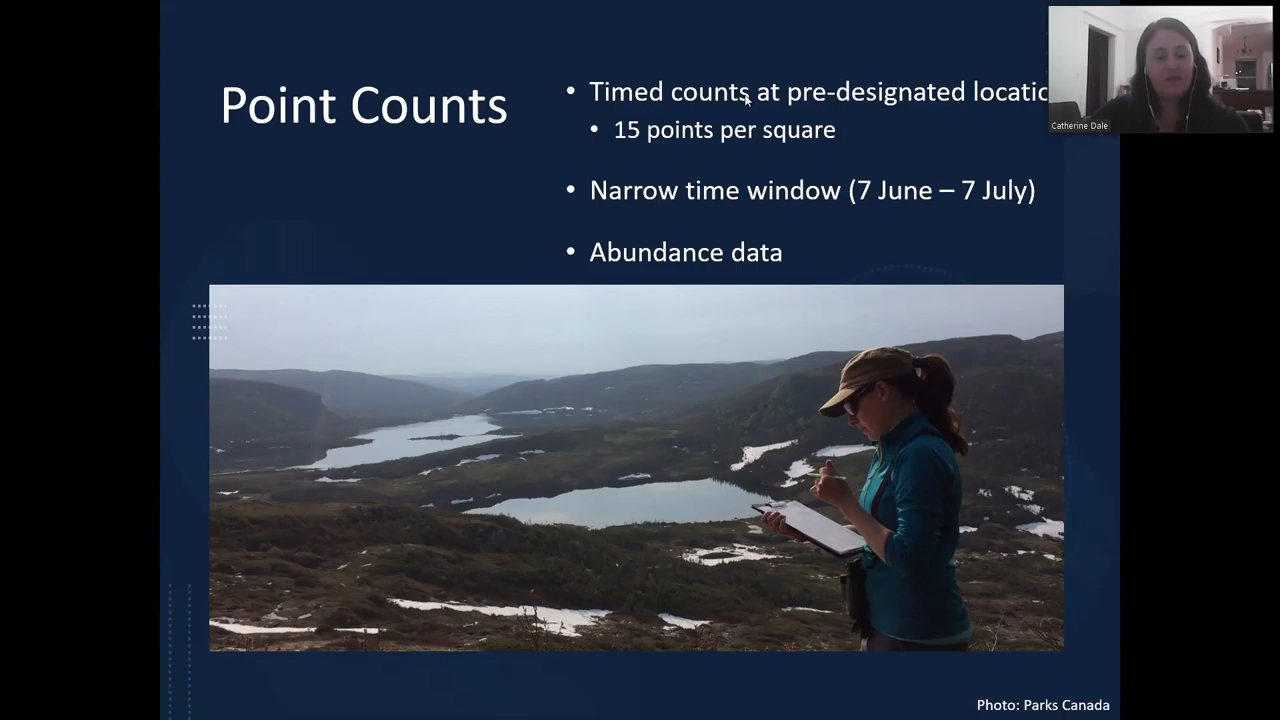 Point Counts
• Timed counts at pre-designated locatio
• 15 points per square
• Narrow time window (7 June – 7 July)
• Abundance data
Catherine Dale
Photo: Parks Canada